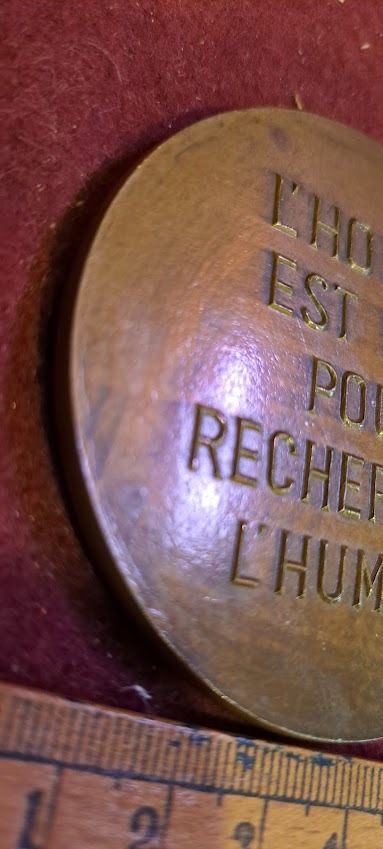 L'HO
EST
POU
RECHER
L'HUM
1 2 3 4